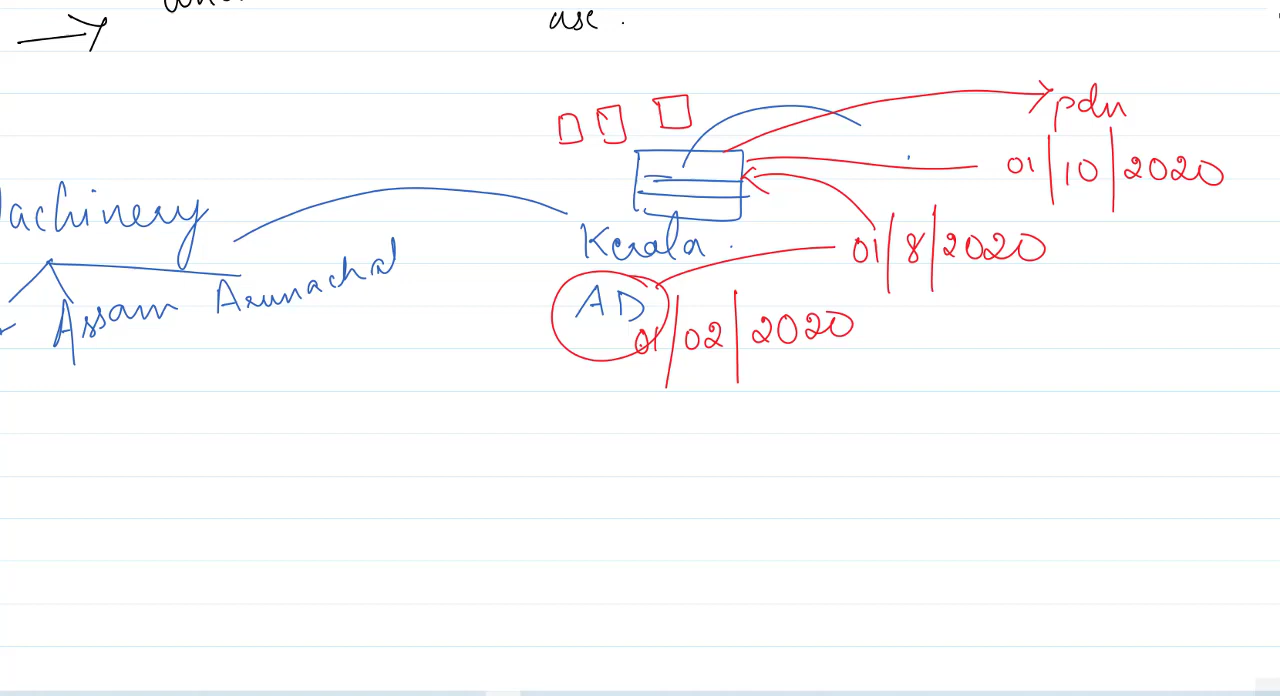 use .
pdn
01/10/2020
achinery
Kerala .
01/8/2020
Assam Arunachal
AD
01/02/2020